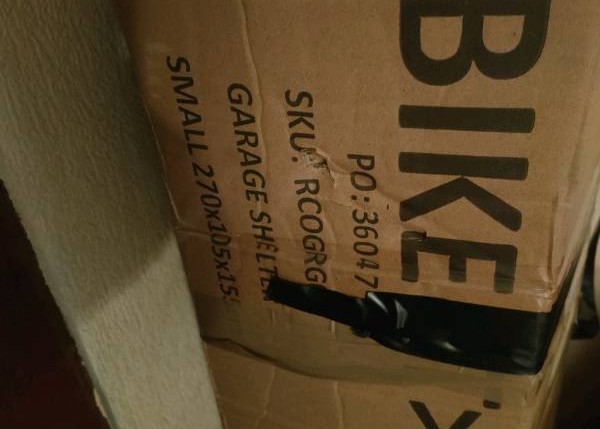 BIKE
PO:36047
SKU: RCOGRG
GARAGE SHELTE
SMALL 270x105x15